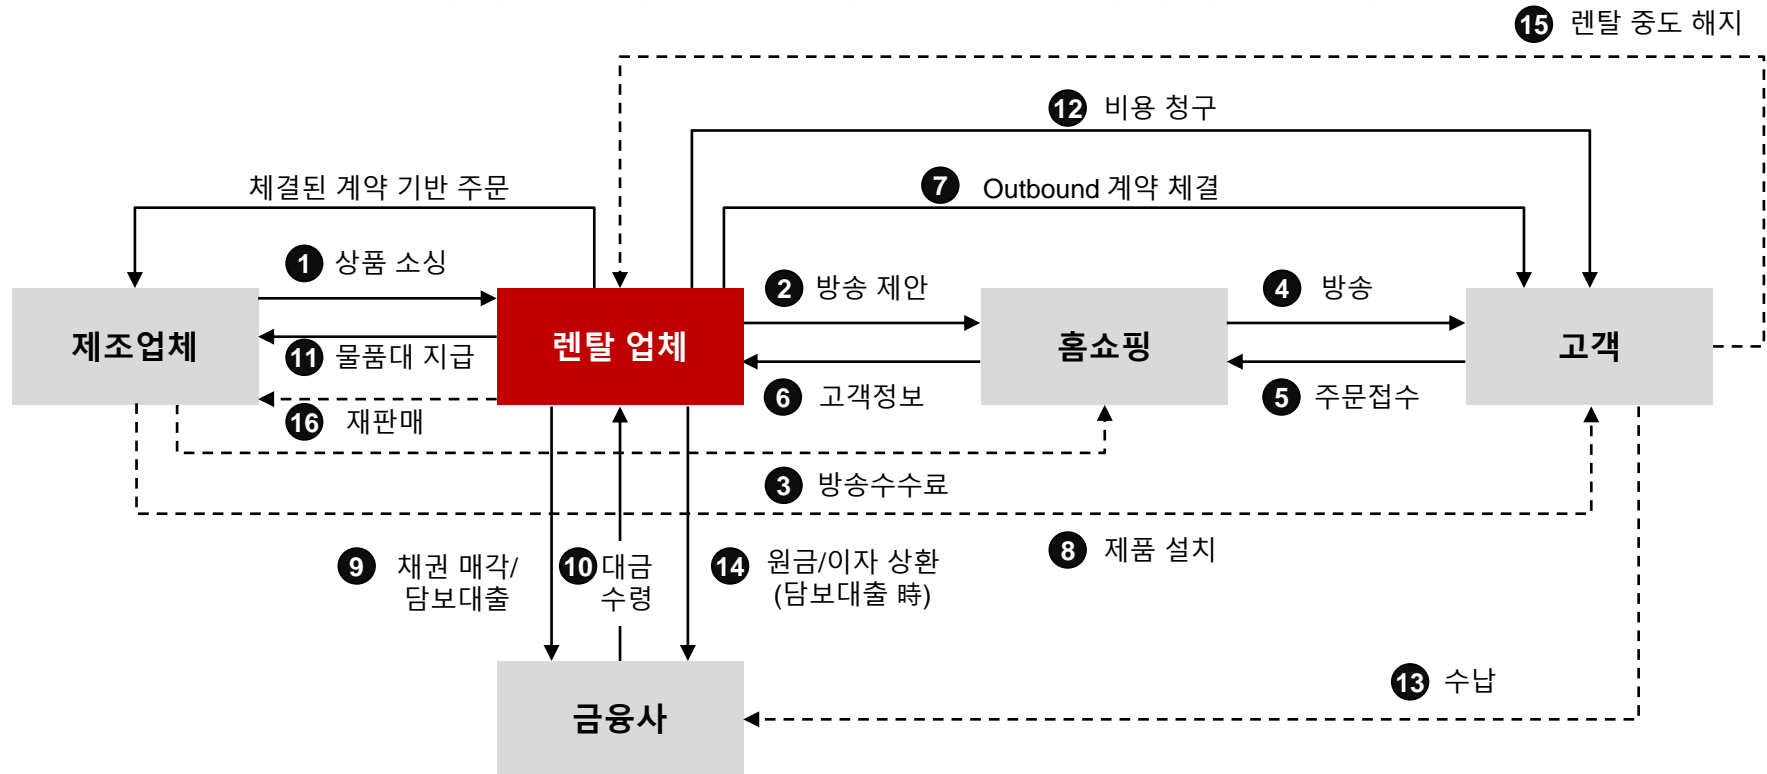 15 렌탈 중도 해지
12 비용 청구
체결된 계약 기반 주문
7 Outbound 계약 체결
1 상품 소싱
2 방송 제안
4 방송
제조업체
렌탈 업체
홈쇼핑
고객
11 물품대 지급
6 고객정보
5 주문접수
16 재판매
3 방송수수료
8 제품 설치
9 채권 매각/
담보대출
10 대금
수령
14 원금/이자 상환
(담보대출 時)
13 수납
금융사